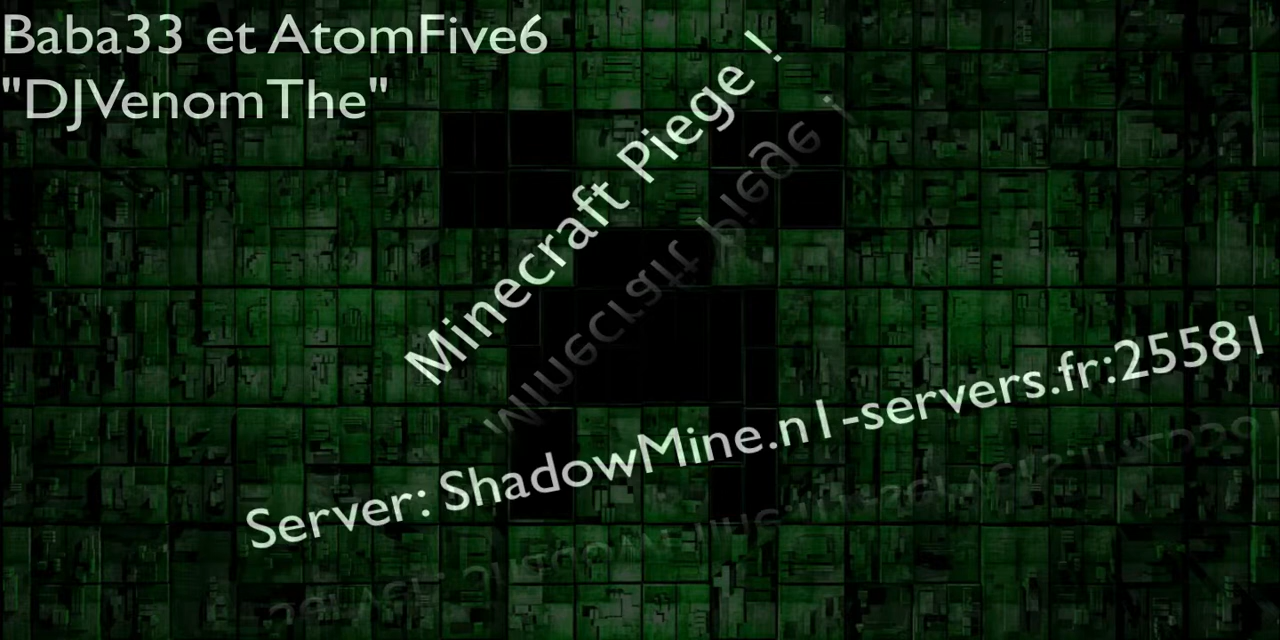 Baba33 et AtomFive6
"DJVenomThe"
Minecraft Piege !
Server: ShadowMine.n1-servers.fr:25581